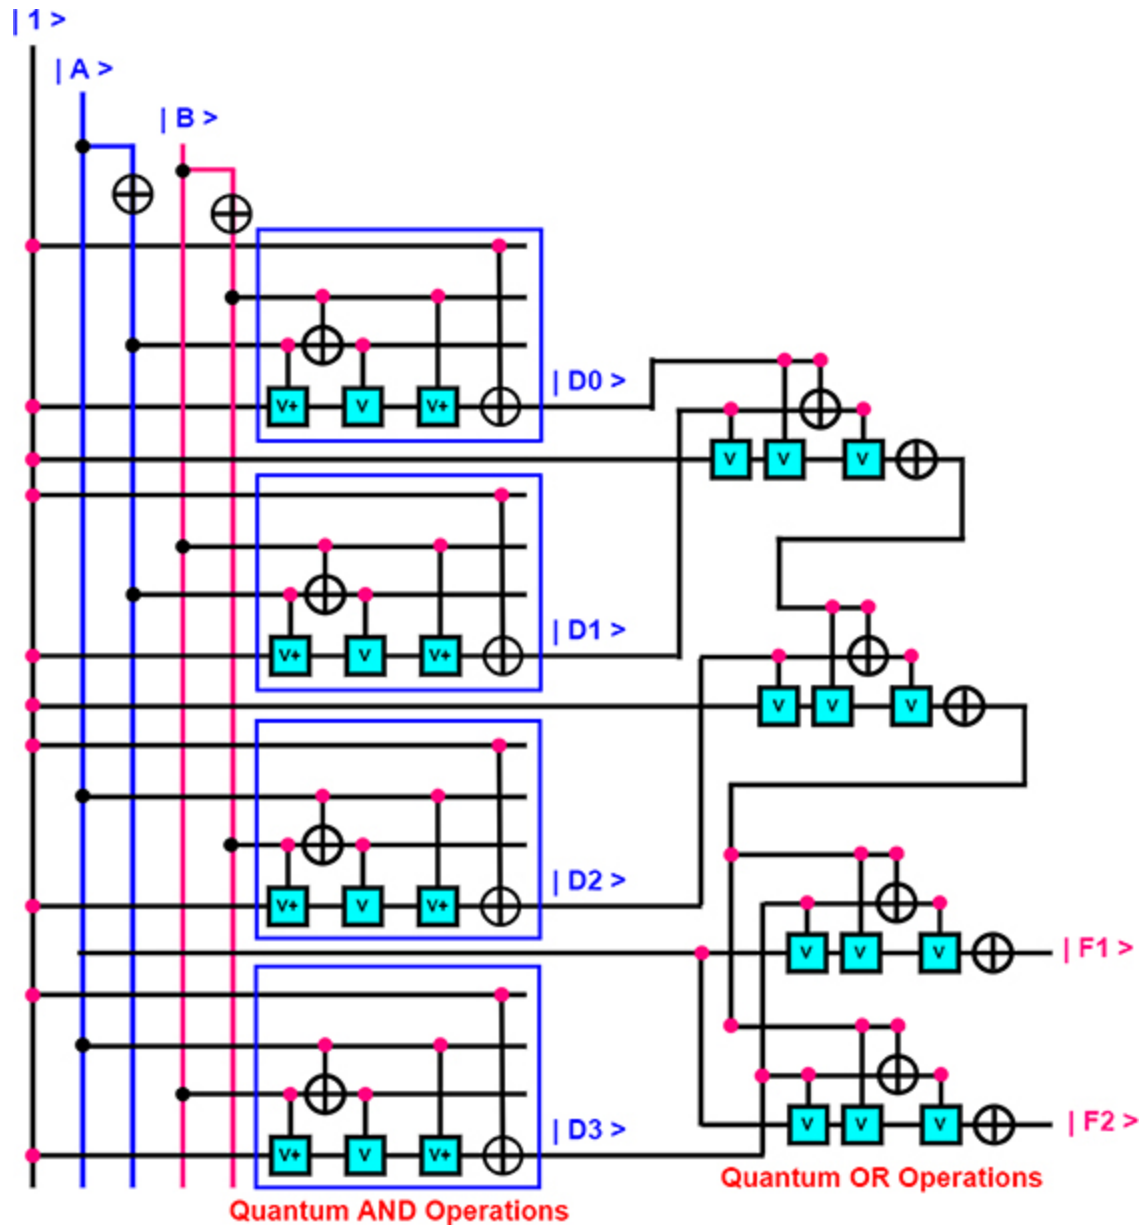 | 1 >
| A >
| B >
| D0 >
V+ V V+
V V V
| D1 >
V+ V V+
V V V
| D2 >
V+ V V+
V V V
| F1 >
V V V
| F2 >
| D3 >
V+ V V+
Quantum OR Operations
Quantum AND Operations